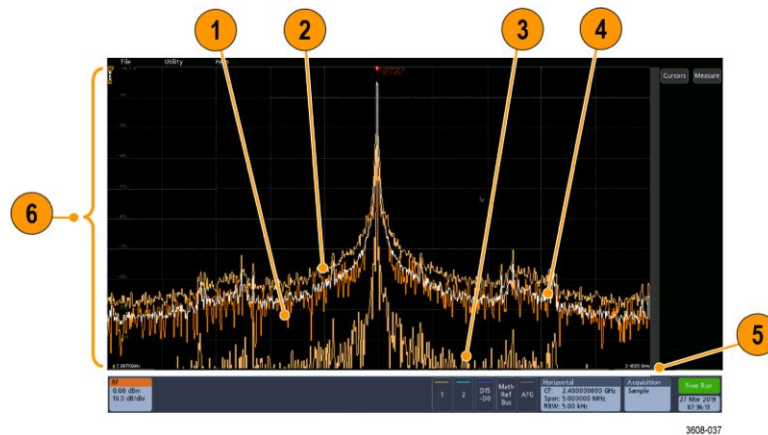 1
2
3
4
File
Utility
Help
Cursors
Measure
6
5
RF
0.00 dBm
10.0 dB/div
1
2
D15
-D0
Math
Ref
Bus
AFG
Horizontal
CF: 2.400000000 GHz
Span: 5.000000 MHz
RBW: 5.00 kHz
Acquisition
Sample
Free Run
27 Mar 2019
3608-037